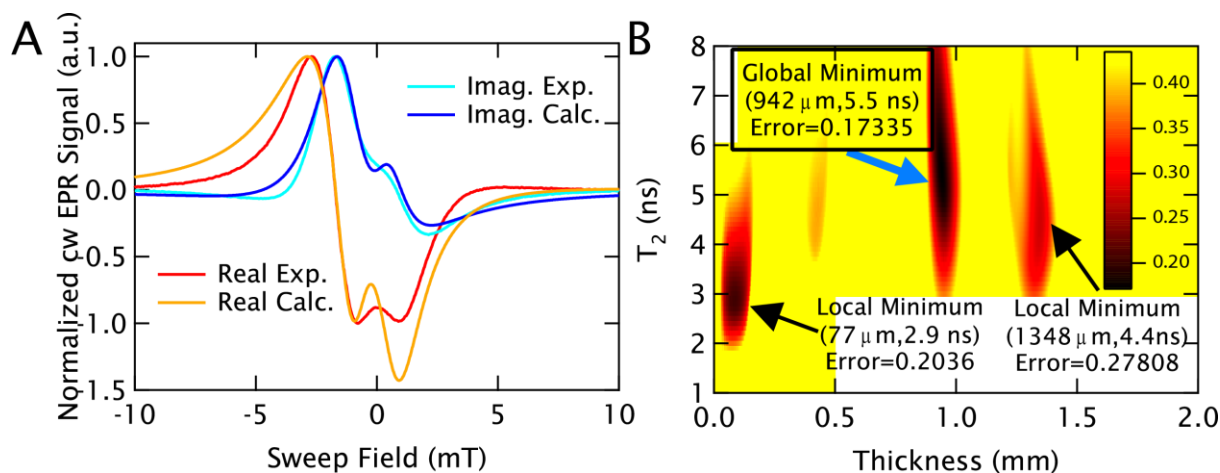 A
Normalized cw EPR Signal (a.u.)
1.0
0.5
0.0
-0.5
-1.0
-1.5
-10
-5
0
5
10
Sweep Field (mT)
Imag. Exp.
Imag. Calc.
Real Exp.
Real Calc.
B
T2 (ns)
8
7
6
5
4
3
2
1
0.0
0.5
1.0
1.5
2.0
Thickness (mm)
Global Minimum
(942 μm,5.5 ns)
Error=0.17335
0.40
0.35
0.30
0.25
0.20
Local Minimum
(77 μm,2.9 ns)
Error=0.2036
Local Minimum
(1348 μm,4.4ns)
Error=0.27808